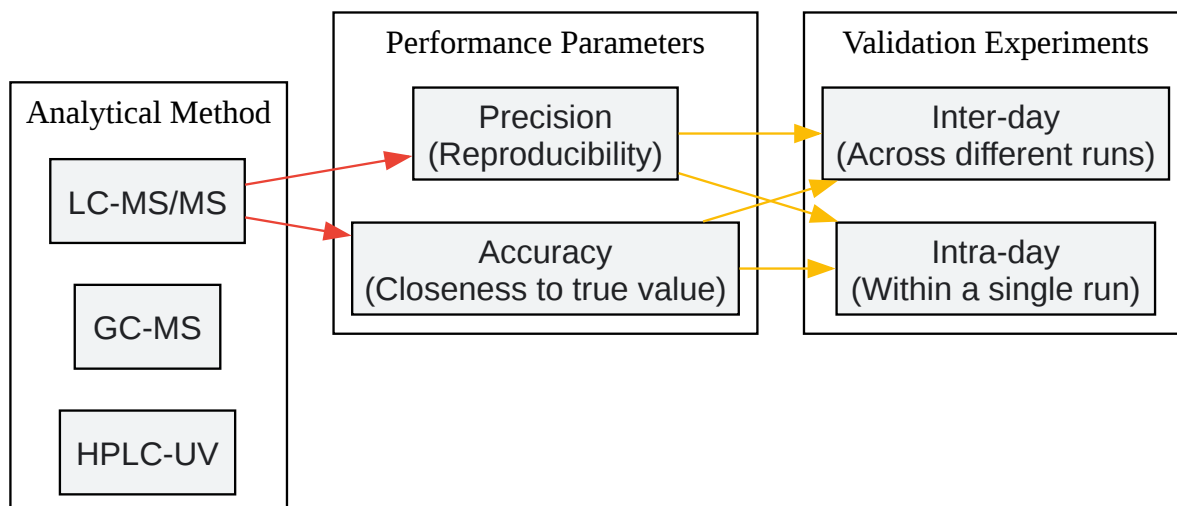 Analytical Method
LC-MS/MS
GC-MS
HPLC-UV
Performance Parameters
Precision
(Reproducibility)
Accuracy
(Closeness to true value)
Validation Experiments
Inter-day
(Across different runs)
Intra-day
(Within a single run)